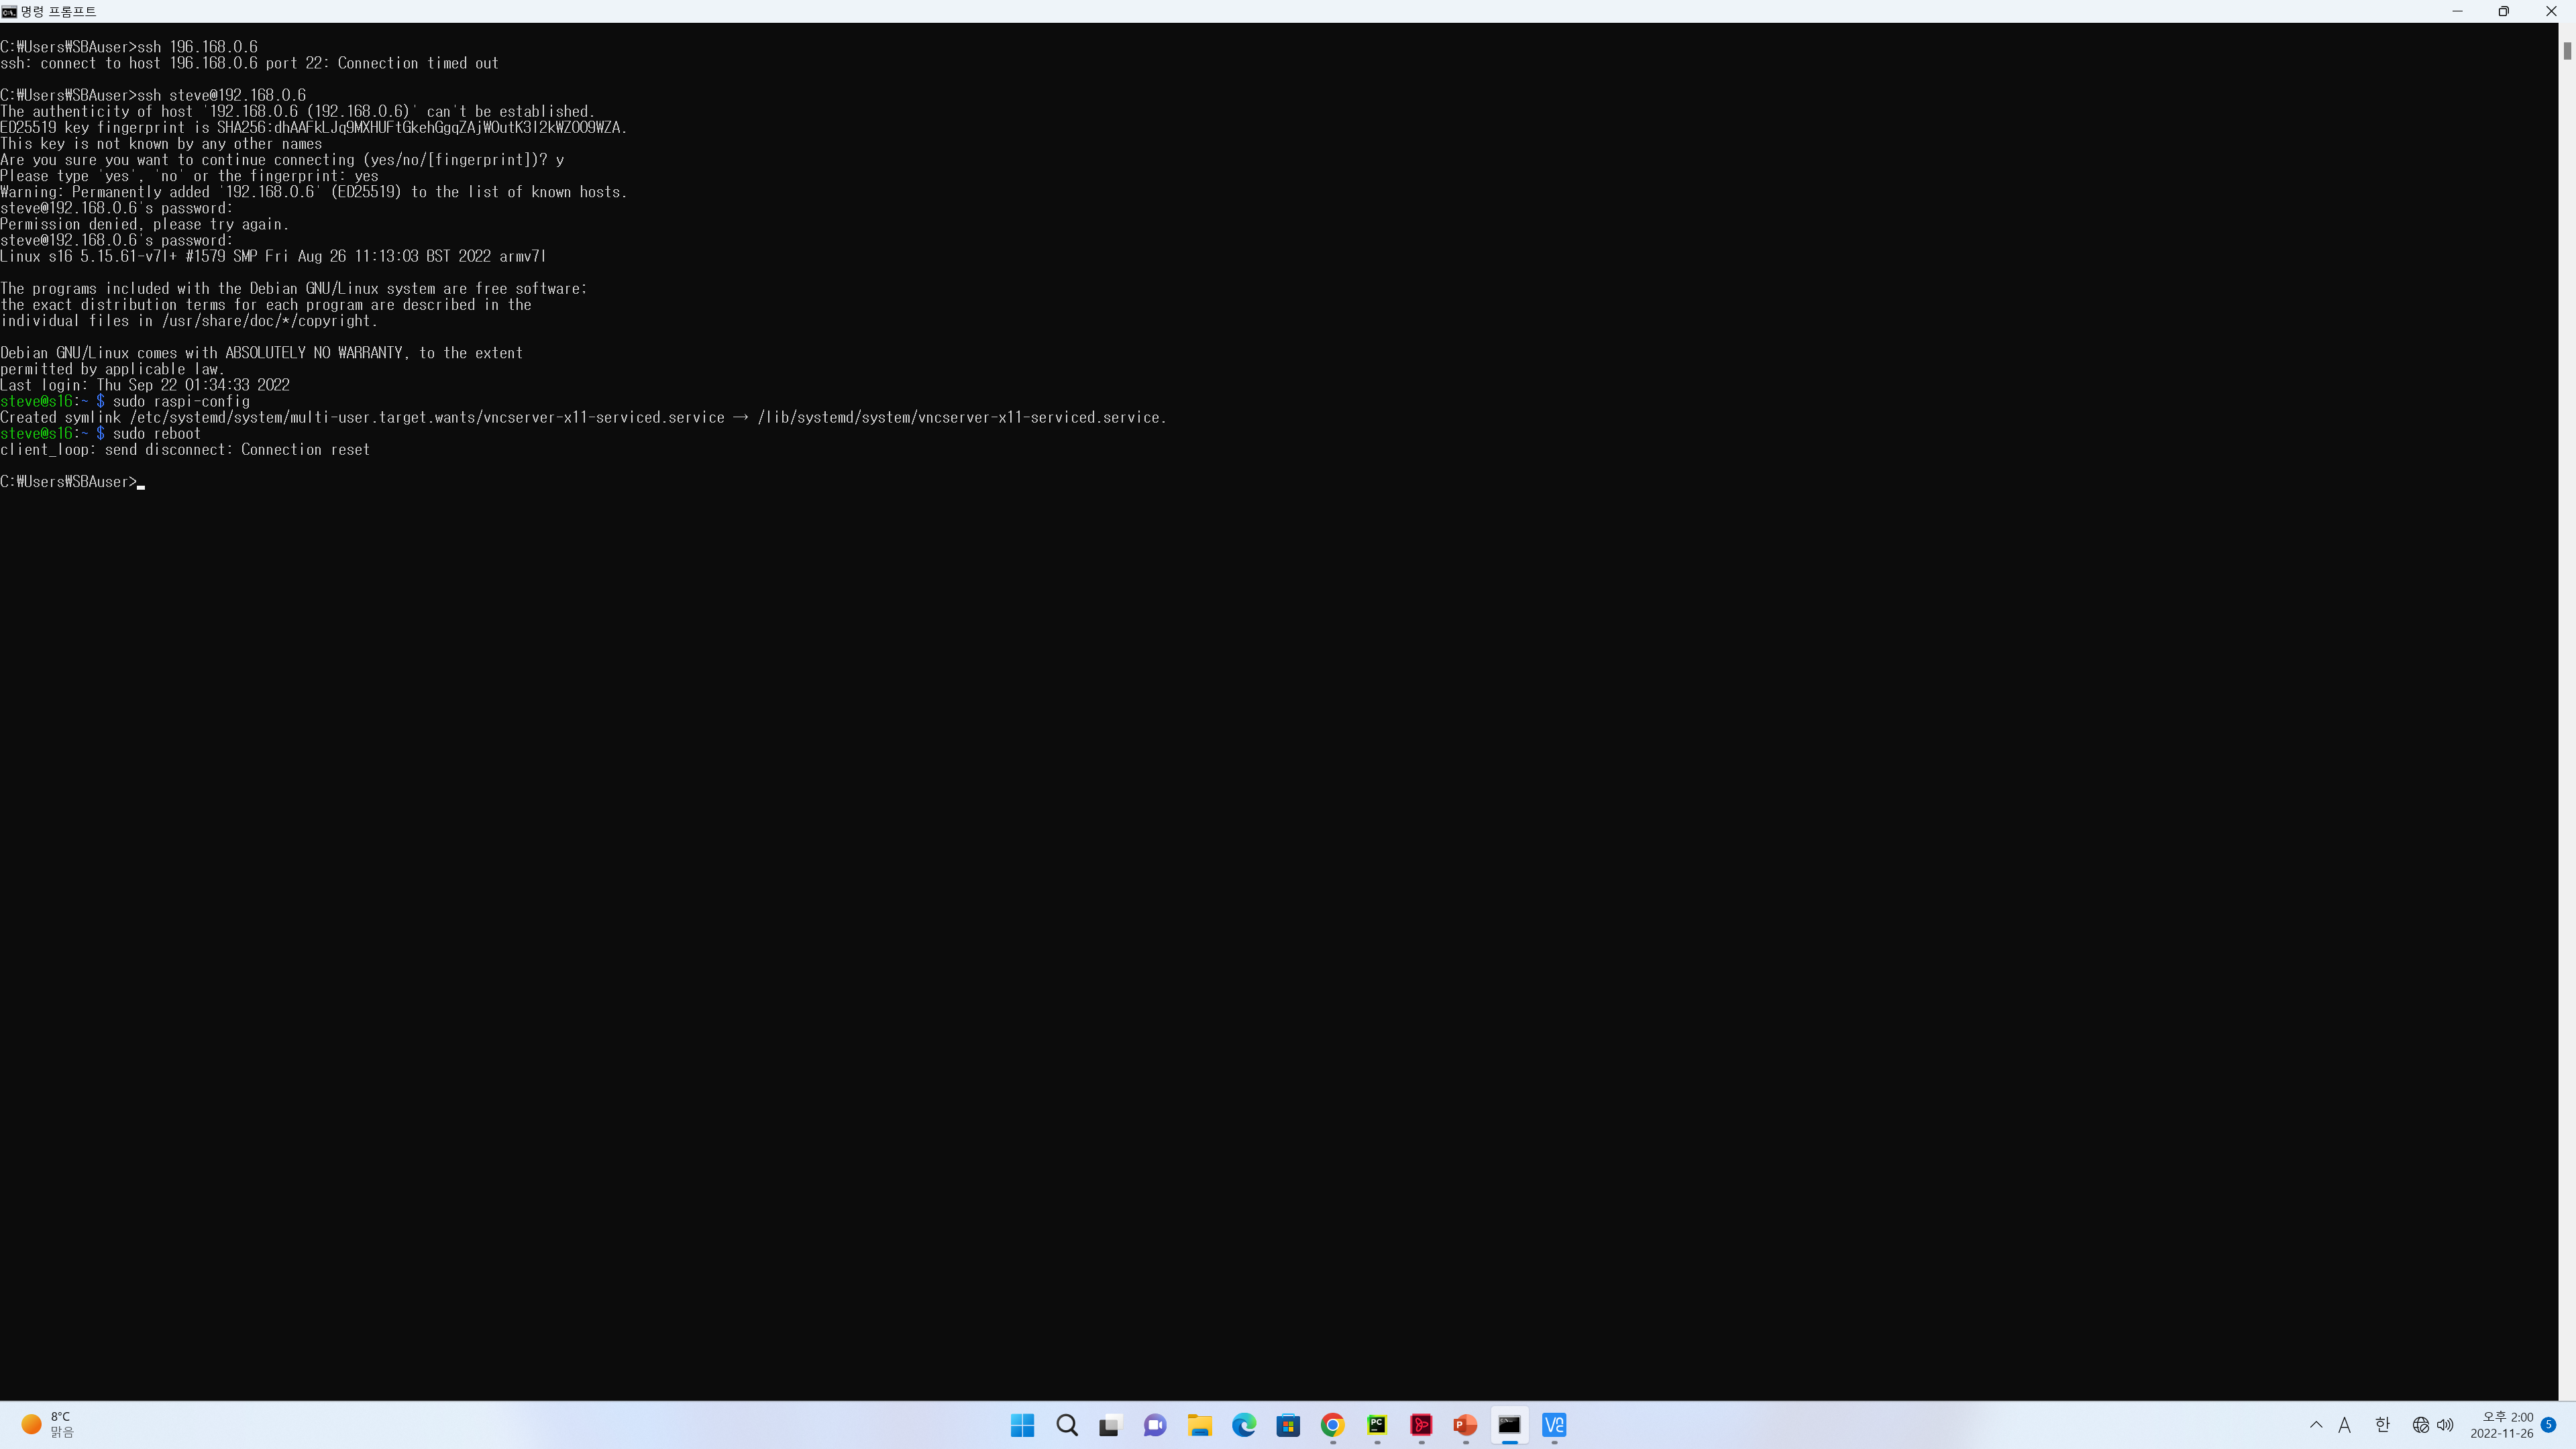 명령 프롬프트
C:\Users\SBAuser>ssh 196.168.0.6
ssh: connect to host 196.168.0.6 port 22: Connection timed out
C:\Users\SBAuser>ssh steve@192.168.0.6
The authenticity of host '192.168.0.6 (192.168.0.6)' can't be established.
ED25519 key fingerprint is SHA256:dhAAFkLJq9MXHUFtGkehGgqZAjWOutK3I2kWZOO9WZA.
This key is not known by any other names
Are you sure you want to continue connecting (yes/no/[fingerprint])? y
Please type 'yes', 'no' or the fingerprint: yes
Warning: Permanently added '192.168.0.6' (ED25519) to the list of known hosts.
steve@192.168.0.6's password:
Permission denied, please try again.
steve@192.168.0.6's password:
Linux s16 5.15.61-v7l+ #1579 SMP Fri Aug 26 11:13:03 BST 2022 armv7l
The programs included with the Debian GNU/Linux system are free software;
the exact distribution terms for each program are described in the
individual files in /usr/share/doc/*/copyright.
Debian GNU/Linux comes with ABSOLUTELY NO WARRANTY, to the extent
permitted by applicable law.
Last login: Thu Sep 22 01:34:33 2022
steve@s16:~ $ sudo raspi-config
Created symlink /etc/systemd/system/multi-user.target.wants/vncserver-x11-serviced.service → /lib/systemd/system/vncserver-x11-serviced.service.
steve@s16:~ $ sudo reboot
client_loop: send disconnect: Connection reset
C:\Users\SBAuser>
8°C
맑음
A 한
오후 2:00
2022-11-26
5